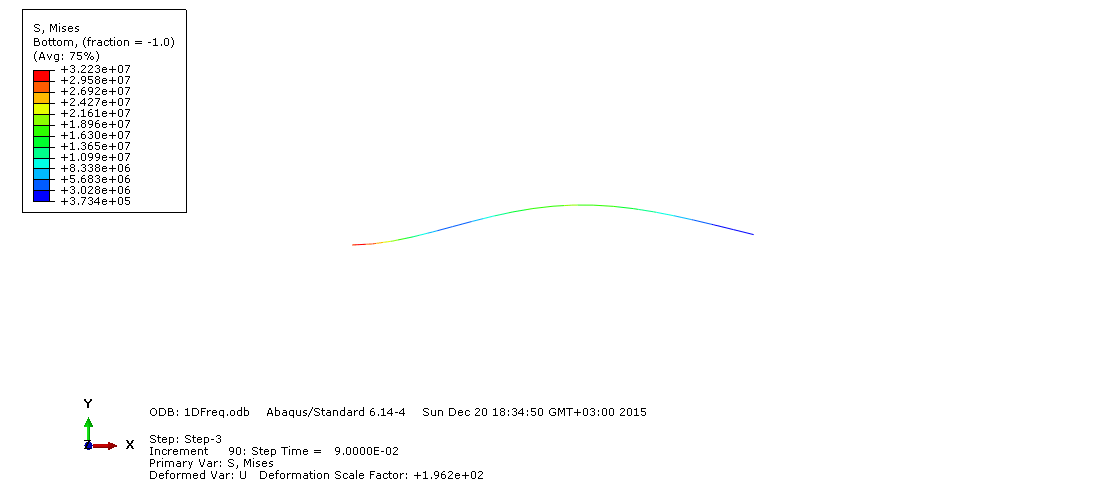 S, Mises
Bottom, (fraction = -1.0)
(Avg: 75%)
+3.223e+07
+2.958e+07
+2.692e+07
+2.427e+07
+2.161e+07
+1.896e+07
+1.630e+07
+1.365e+07
+1.099e+07
+8.338e+06
+5.683e+06
+3.028e+06
+3.734e+05
Y
X
ODB: 1DFreq.odb Abaqus/Standard 6.14-4 Sun Dec 20 18:34:50 GMT+03:00 2015
Step: Step-3
Increment 90: Step Time = 9.0000E-02
Primary Var: S, Mises
Deformed Var: U Deformation Scale Factor: +1.962e+02